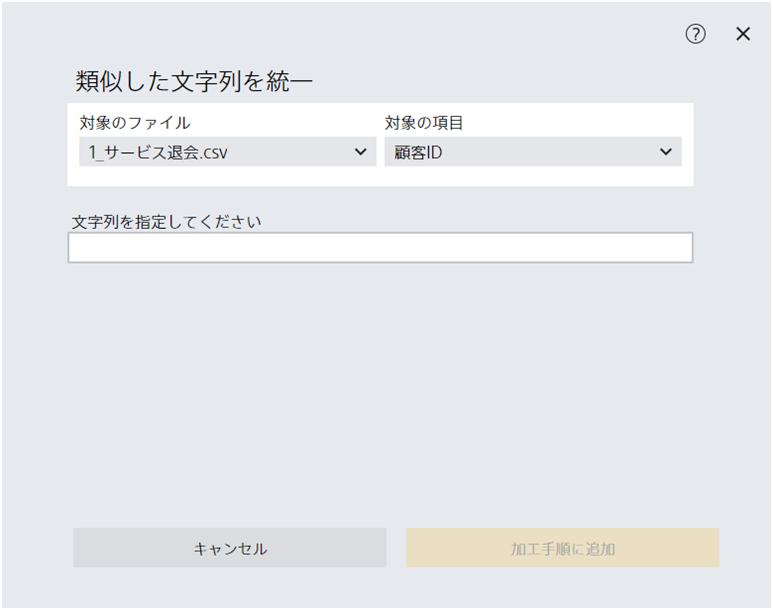 類似した文字列を統一
対象のファイル 対象の項目
1_サービス退会.csv 顧客ID
文字列を指定してください
キャンセル 加工手順に追加